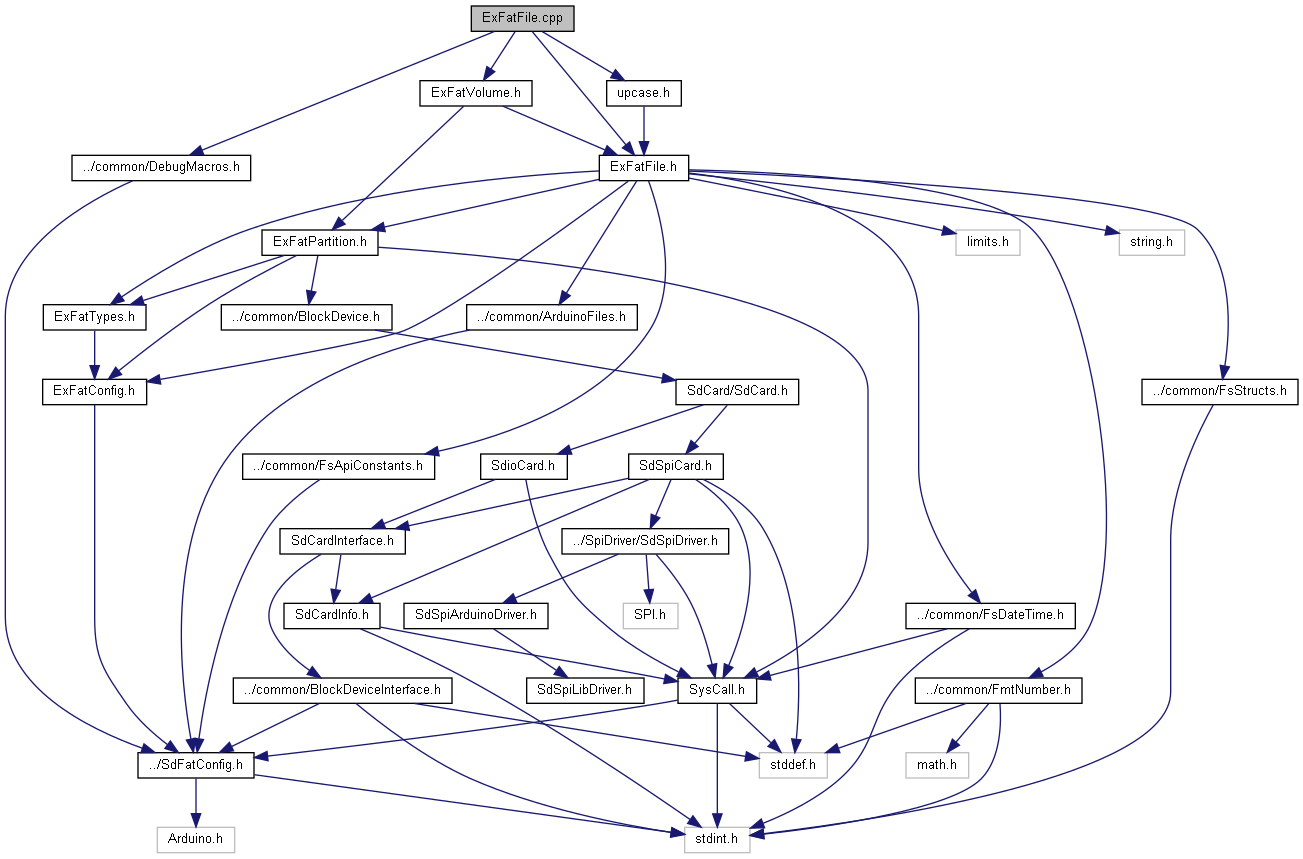 ExFatFile.cpp
ExFatVolume.h
upcase.h
../common/DebugMacros.h
ExFatFile.h
ExFatPartition.h
limits.h
string.h
ExFatTypes.h
../common/BlockDevice.h
../common/ArduinoFiles.h
ExFatConfig.h
SdCard/SdCard.h
../common/FsStructs.h
../common/FsApiConstants.h
SdioCard.h
SdSpiCard.h
SdCardInterface.h
../SpiDriver/SdSpiDriver.h
SdCardInfo.h
SdSpiArduinoDriver.h
SPI.h
../common/FsDateTime.h
../common/BlockDeviceInterface.h
SdSpiLibDriver.h
SysCall.h
../common/FmtNumber.h
../SdFatConfig.h
stddef.h
math.h
Arduino.h
stdint.h